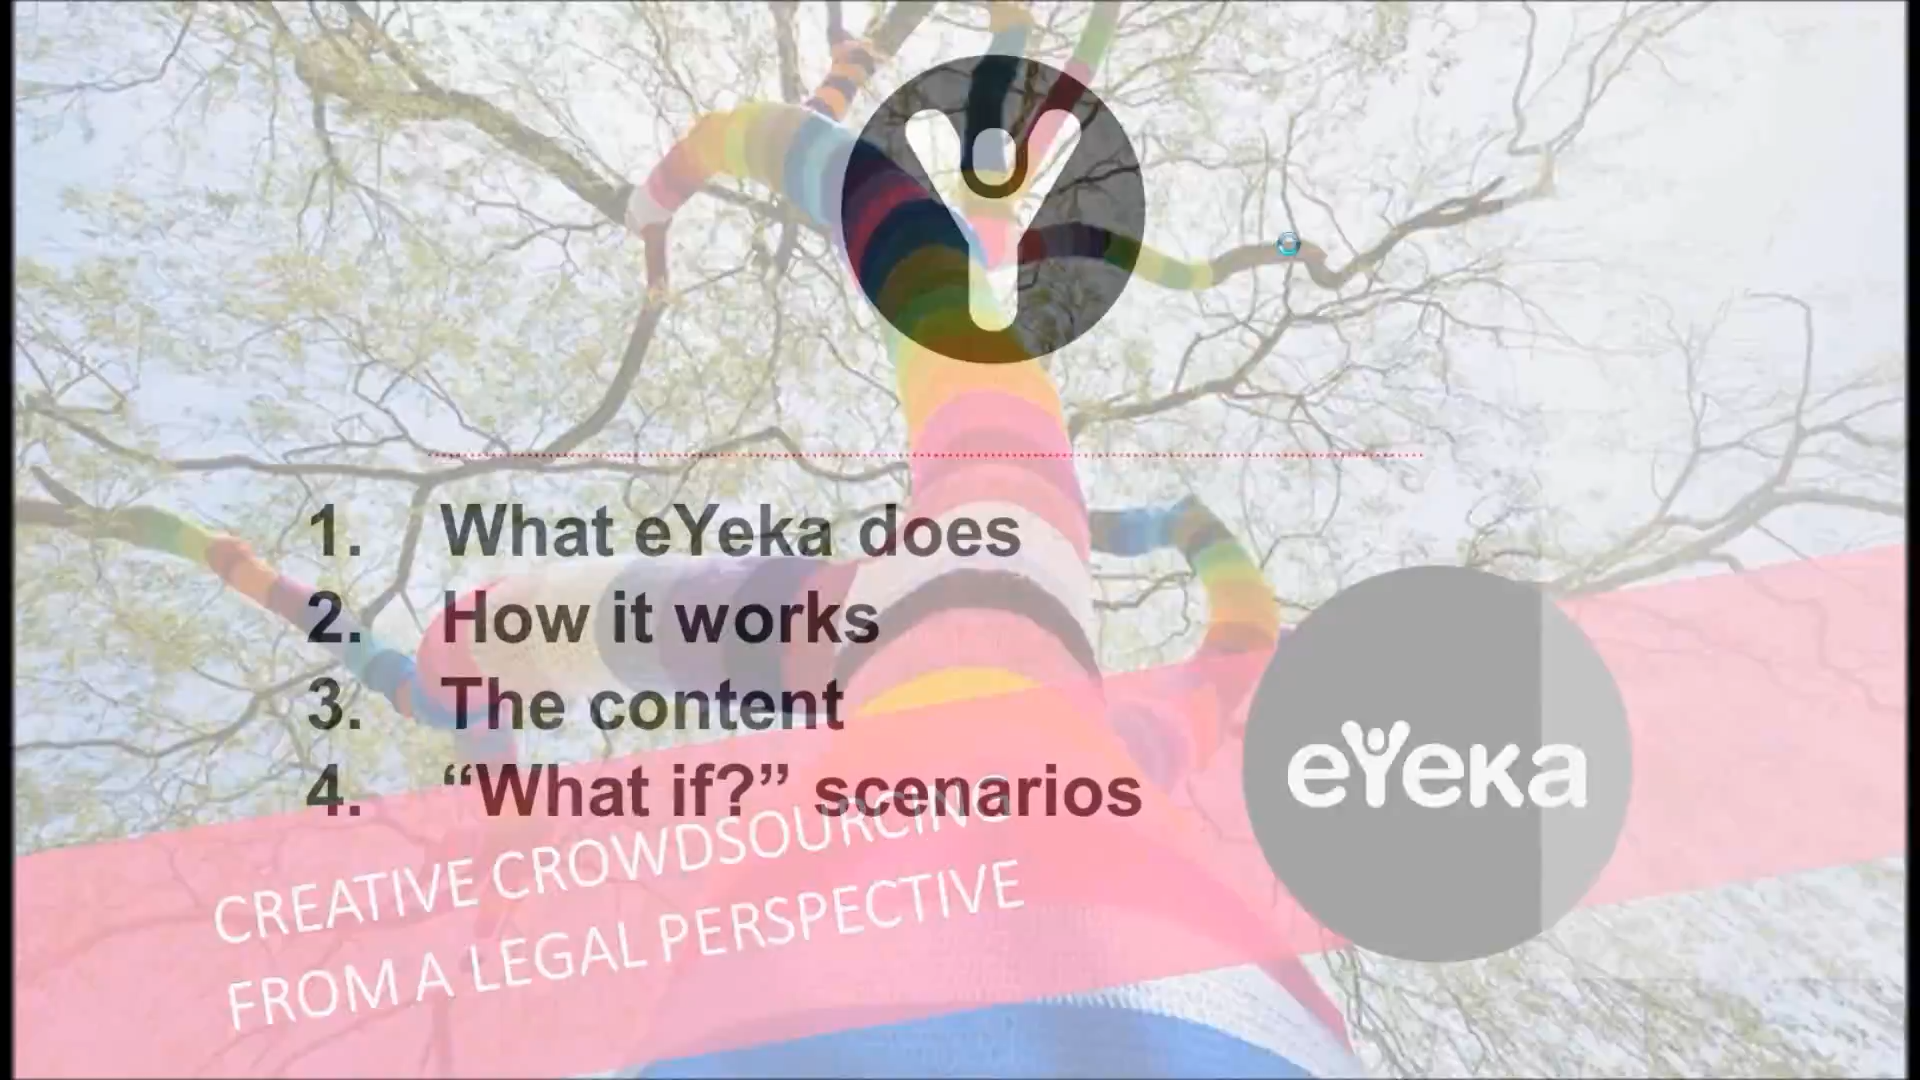 1. What eYeka does
2. How it works
3. The content
4. “What if?” scenarios
eYeka
CREATIVE CROWDSOURCING
FROM A LEGAL PERSPECTIVE